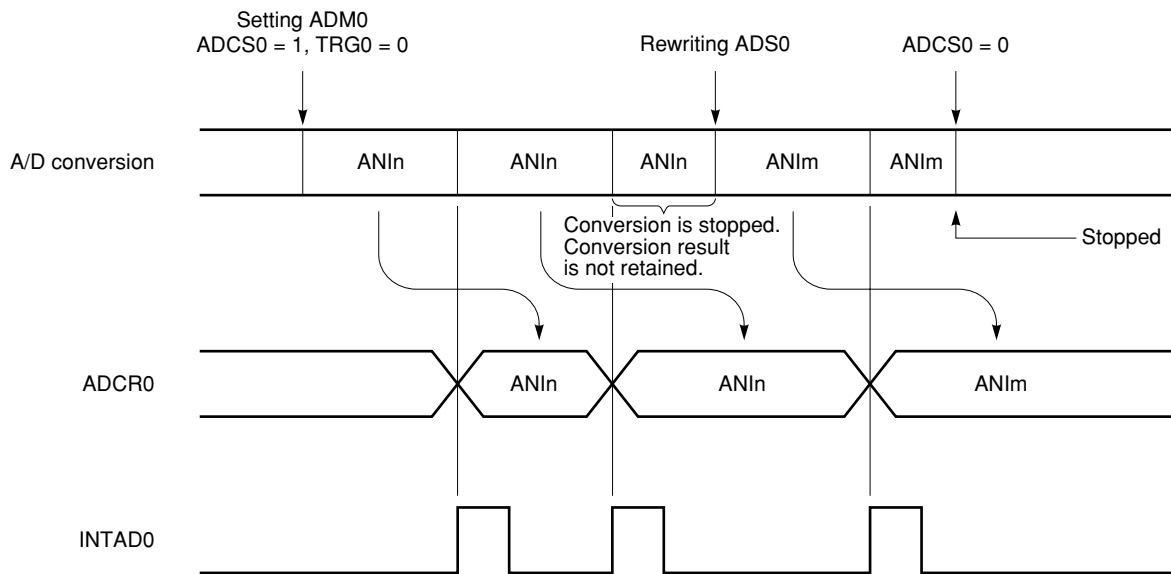 Setting ADM0
ADCS0 = 1, TRG0 = 0
Rewriting ADS0
ADCS0 = 0
A/D conversion
ANIn
ANIn
ANIn
ANIm
ANIm
Conversion is stopped.
Conversion result
is not retained.
Stopped
ADCR0
ANIn
ANIn
ANIm
INTAD0